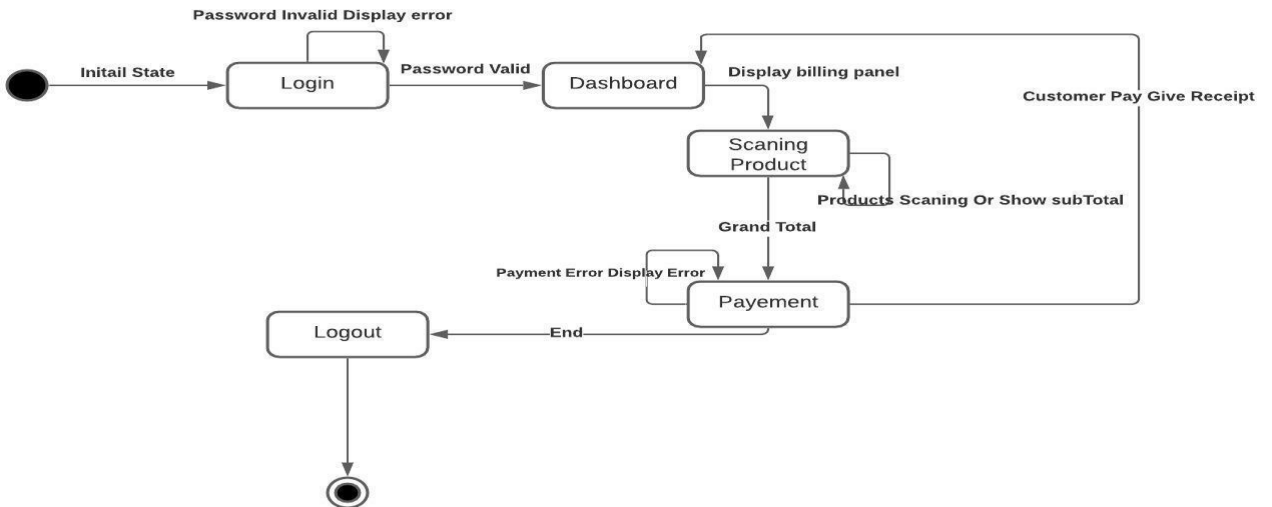 Password Invalid Display error
Initail State
Login
Password Valid
Dashboard
Display billing panel
Customer Pay Give Receipt
Scaning
Product
Products Scaning Or Show subTotal
Grand Total
Payment Error Display Error
Payement
Logout
End